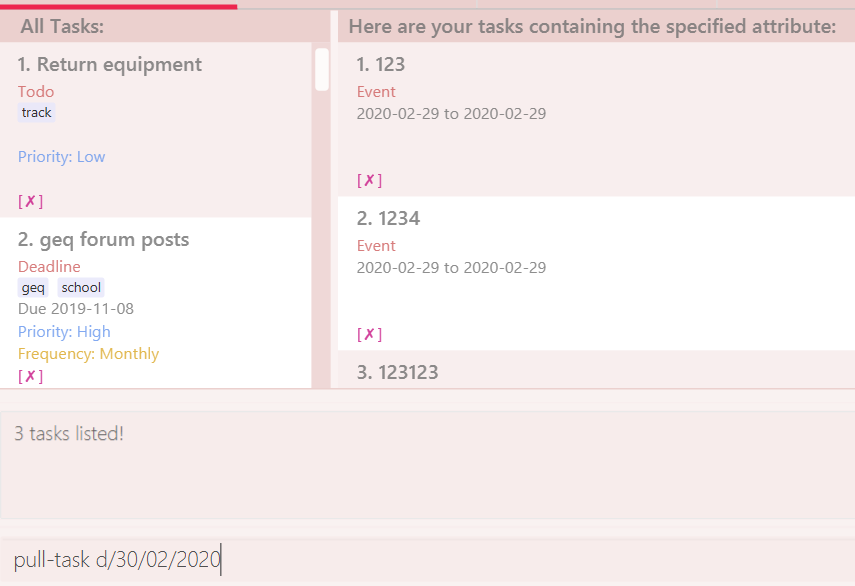 All Tasks:
1. Return equipment
Todo
track
Priority: Low
[✗]
2. geq forum posts
Deadline
geq school
Due 2019-11-08
Priority: High
Frequency: Monthly
[✗]
Here are your tasks containing the specified attribute:
1. 123
Event
2020-02-29 to 2020-02-29
[✗]
2. 1234
Event
2020-02-29 to 2020-02-29
[✗]
3. 123123
3 tasks listed!
pull-task d/30/02/2020